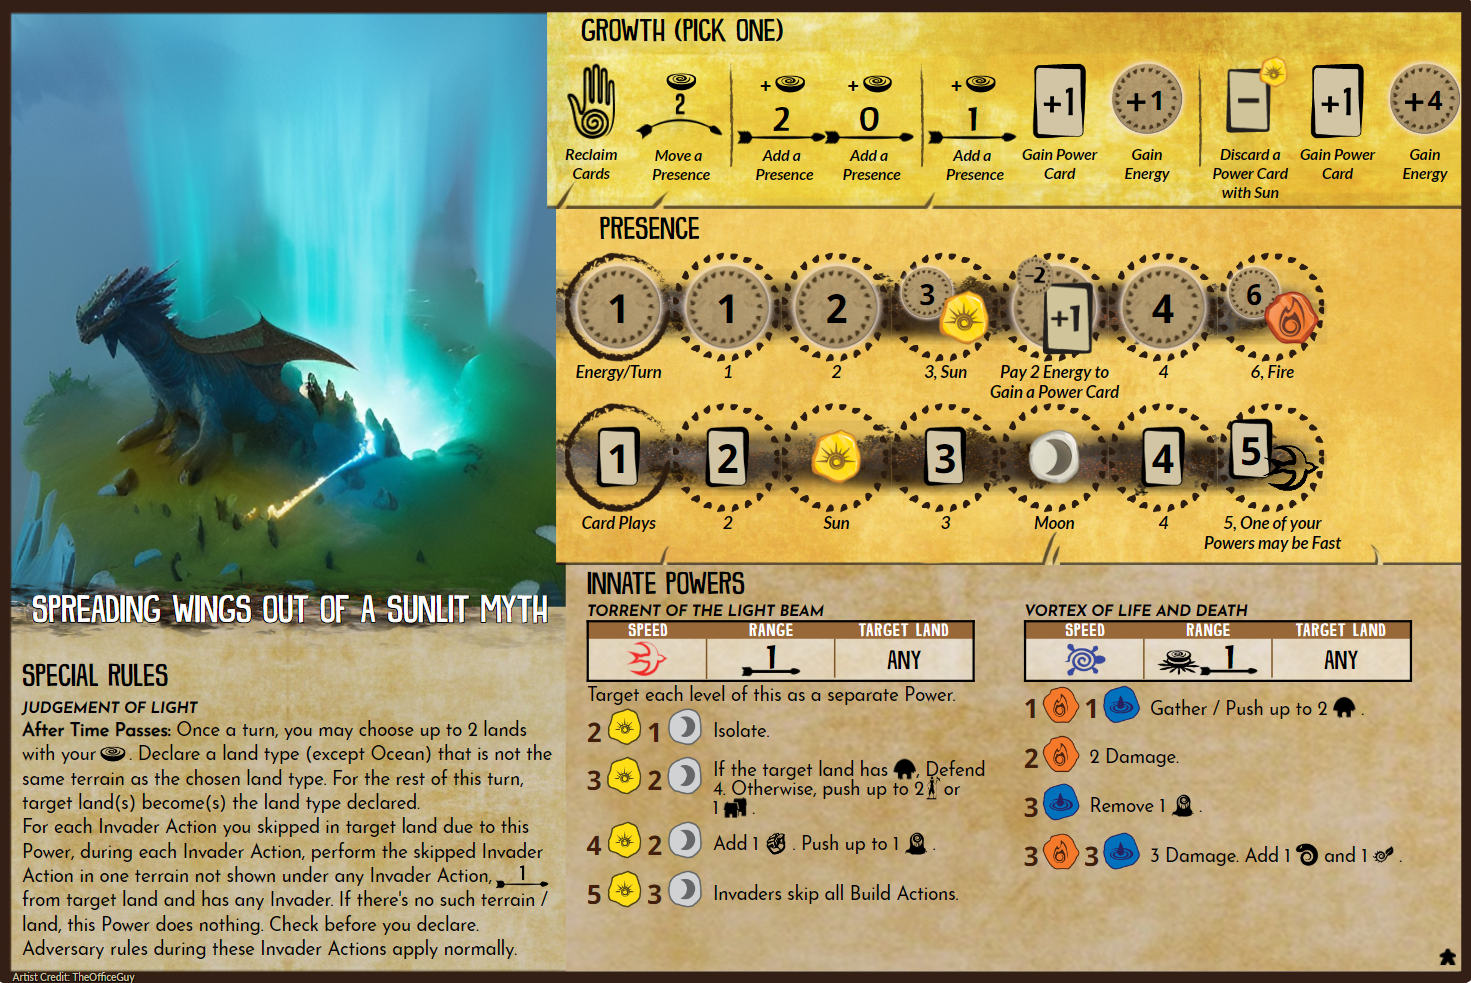 GROWTH (PICK ONE)
2
+
2
+
0
+
1
+1
+1
–
+1
+4
Reclaim Cards
Move a Presence
Add a Presence
Add a Presence
Add a Presence
Gain Power Card
Gain Energy
Discard a Power Card with Sun
Gain Power Card
Gain Energy
PRESENCE
1
1
2
3
-2
+1
4
6
Energy/Turn
1
2
3, Sun
Pay 2 Energy to Gain a Power Card
4
6, Fire
1
2
3
4
5
Card Plays
2
Sun
3
Moon
4
5, One of your Powers may be Fast
SPREADING WINGS OUT OF A SUNLIT MYTH
SPECIAL RULES
JUDGEMENT OF LIGHT
After Time Passes: Once a turn, you may choose up to 2 lands
with your . Declare a land type (except Ocean) that is not the
same terrain as the chosen land type. For the rest of this turn,
target land(s) become(s) the land type declared.
For each Invader Action you skipped in target land due to this
Power, during each Invader Action, perform the skipped Invader
Action in one terrain not shown under any Invader Action, 1
from target land and has any Invader. If there's no such terrain /
land, this Power does nothing. Check before you declare.
Adversary rules during these Invader Actions apply normally.
Artist Credit: TheOfficeGuy
INNATE POWERS
TORRENT OF THE LIGHT BEAM
SPEED RANGE TARGET LAND
1 ANY
Target each level of this as a separate Power.
2 1 Isolate.
3 2 If the target land has , Defend
4. Otherwise, push up to 2 or
1 .
4 2 Add 1 . Push up to 1 .
5 3 Invaders skip all Build Actions.
VORTEX OF LIFE AND DEATH
SPEED RANGE TARGET LAND
1 ANY
1 1 Gather / Push up to 2 .
2 2 Damage.
3 Remove 1 .
3 3 3 Damage. Add 1 and 1 .